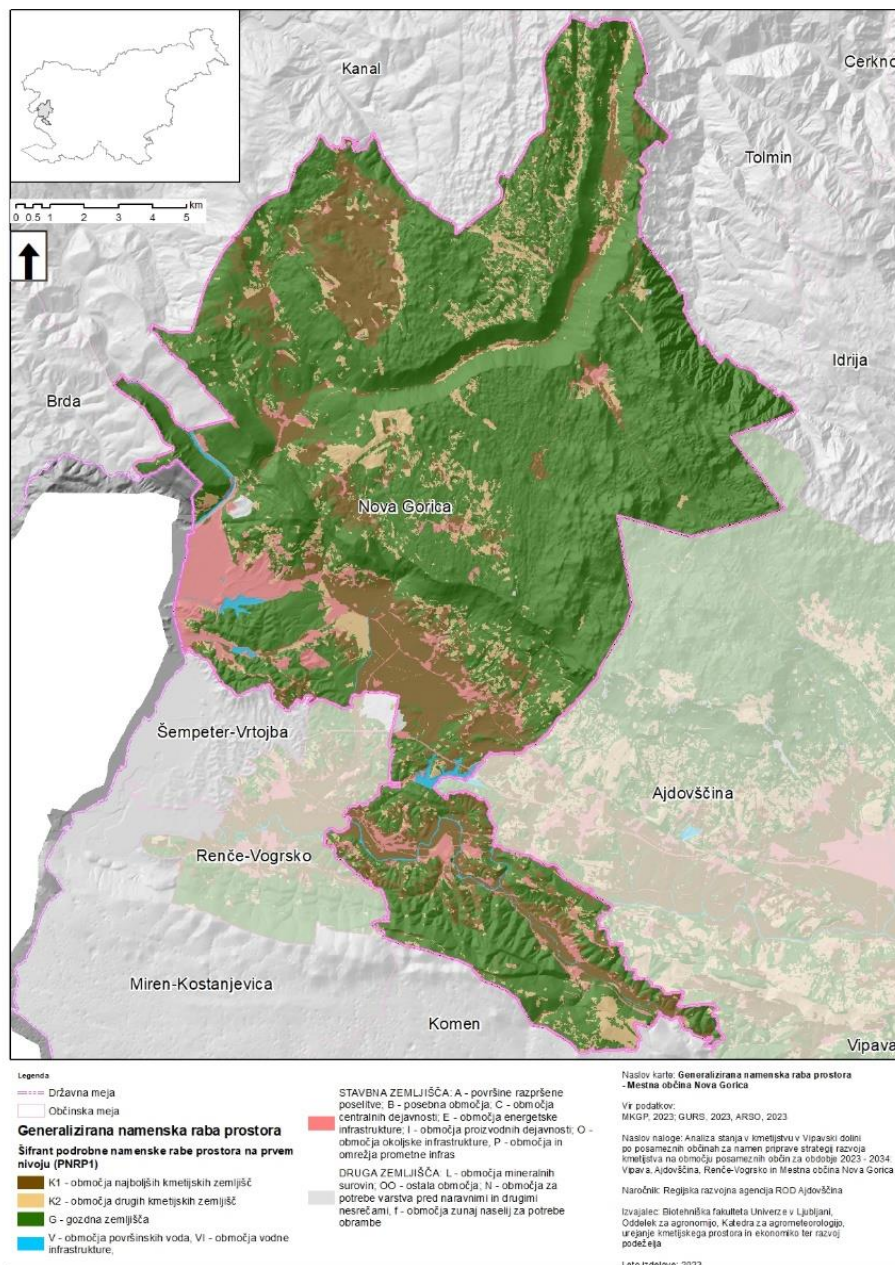 Kanal
Cerkno
Tolmin
km
0 0.5 1 2 3 4 5
Idrija
Brda
Nova Gorica
Šempeter-Vrtojba
Ajdovščina
Renče-Vogrsko
Miren-Kostanjevica
Komen
Vipava
Legenda
Državna meja
Občinska meja
Generalizirana namenska raba prostora
Šifrant podrobne namenske rabe prostora na prvem
nivoju (PNRP1)
K1 - območja najboljših kmetijskih zemljišč
K2 - območja drugih kmetijskih zemljišč
G - gozdna zemljišča
V - območja površinskih voda, VI - območja vodne
infrastrukture,
STAVBNA ZEMLJIŠČA: A - površine razpršene
poselitve; B - posebna območja; C - območja
centralnih dejavnosti; E - območja energetske
infrastrukture; I - območja proizvodnih dejavnosti; O -
območja okoljske infrastrukture, P - območja in
omrežja prometne infras
DRUGA ZEMLJIŠČA: L - območja mineralnih
surovin; OO - ostala območja; N - območja za
potrebe varstva pred naravnimi in drugimi
nesrečami, f - območja zunaj naselij za potrebe
obrambe
Naslov karte: Generalizirana namenska raba prostora
- Mestna občina Nova Gorica
Vir podatkov:
MKGP, 2023; GURS, 2023, ARSO, 2023
Naslov naloge: Analiza stanja v kmetijstvu v Vipavski dolini
po posameznih občinah za namen priprave strategij razvoja
kmetijstva na območju posameznih občin za obdobje 2023 - 2034:
Vipava, Ajdovščina, Renče-Vogrsko in Mestna občina Nova Gorica
Naročnik: Regijska razvojna agencija ROD Ajdovščina
Izvajalec: Biotehniška fakulteta Univerze v Ljubljani,
Oddelek za agronomijo, Katedra za agrometeorologijo,
urejanje kmetijskega prostora in ekonomiko ter razvoj
podeželja
Leto izdelave: 2023